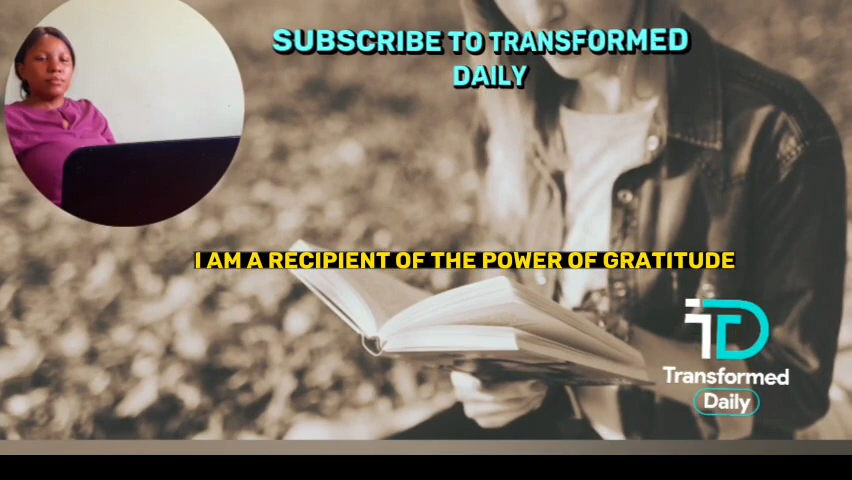 SUBSCRIBE TO TRANSFORMED
DAILY
I AM A RECIPIENT OF THE POWER OF GRATITUDE
TD
Transformed
Daily